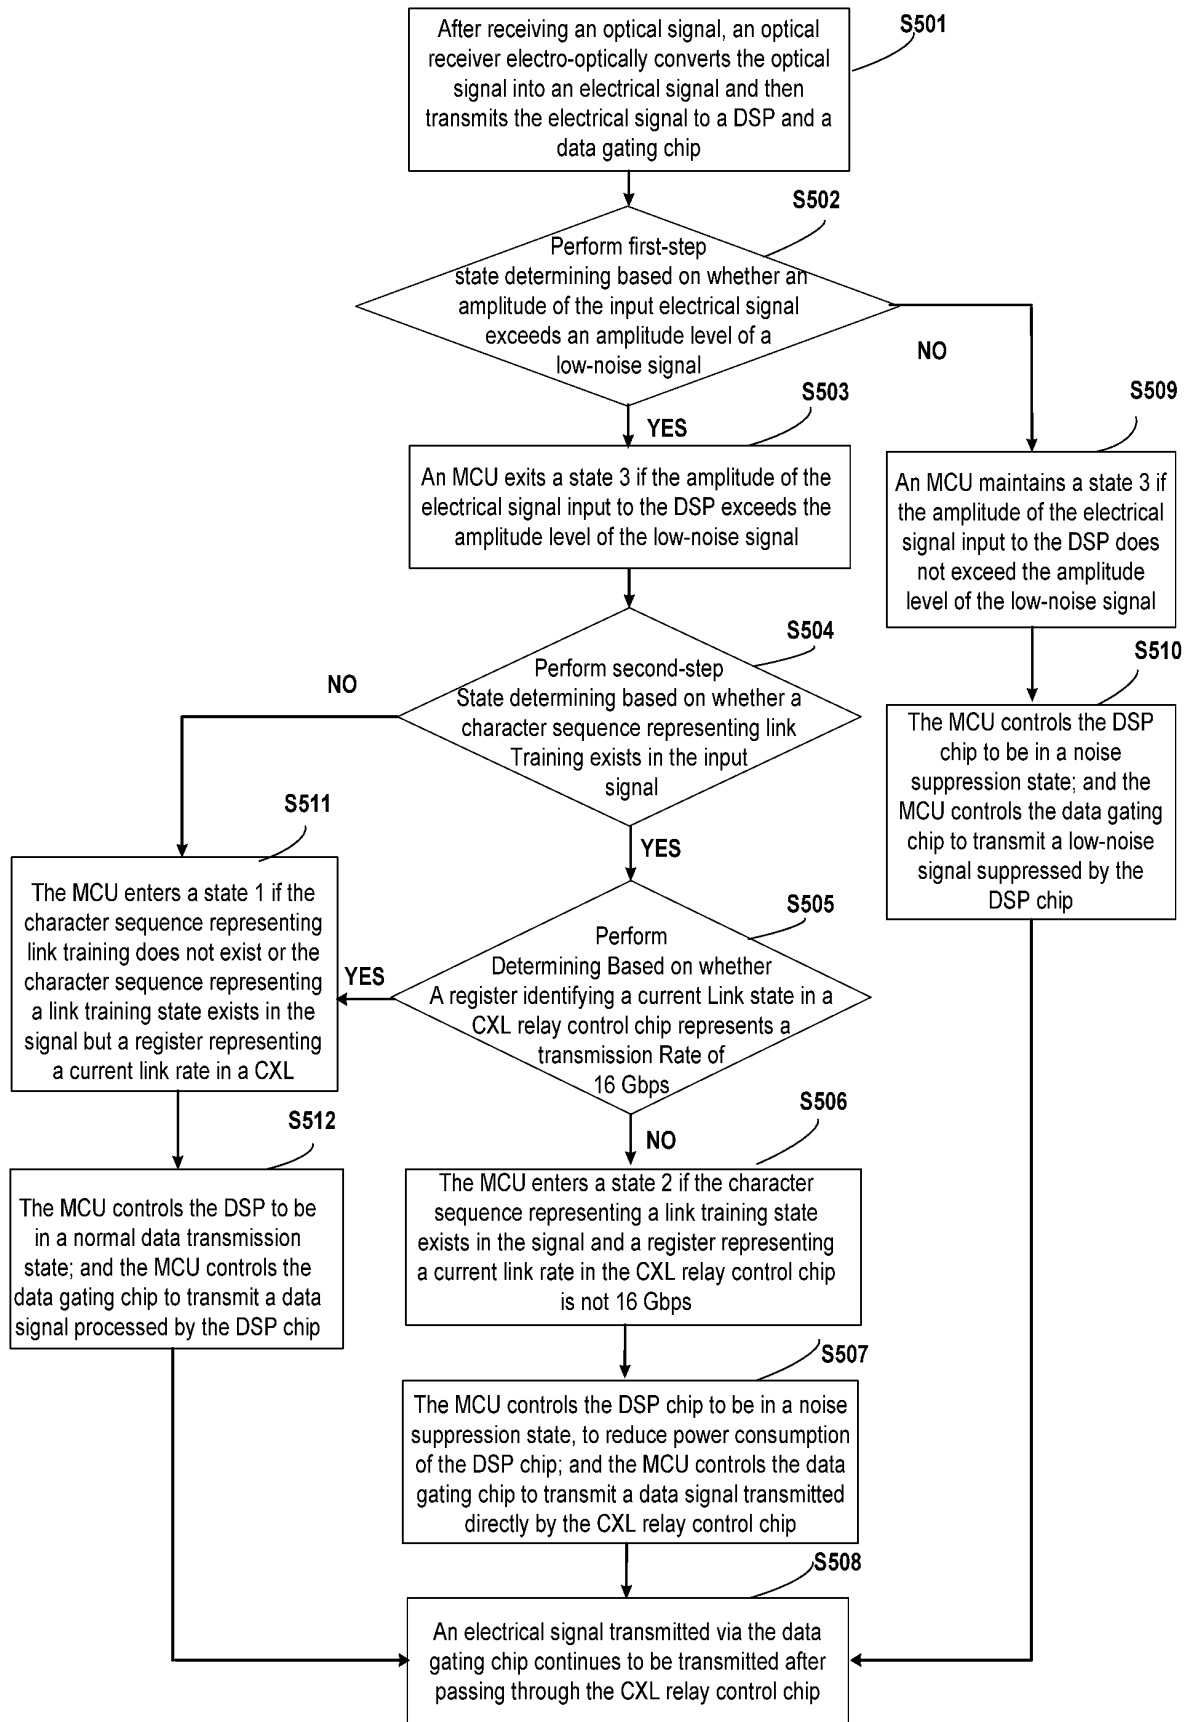 S501
After receiving an optical signal, an optical
receiver electro-optically converts the optical
signal into an electrical signal and then
transmits the electrical signal to a DSP and a
data gating chip
S502
Perform first-step
state determining based on whether an
amplitude of the input electrical signal
exceeds an amplitude level of a
low-noise signal
NO
YES
S503
An MCU exits a state 3 if the amplitude of the
electrical signal input to the DSP exceeds the
amplitude level of the low-noise signal
S509
An MCU maintains a state 3 if
the amplitude of the electrical
signal input to the DSP does
not exceed the amplitude
level of the low-noise signal
S504
Perform second-step
State determining based on whether a
character sequence representing link
Training exists in the input
signal
NO
YES
S510
The MCU controls the DSP
chip to be in a noise
suppression state; and the
MCU controls the data gating
chip to transmit a low-noise
signal suppressed by the
DSP chip
S511
The MCU enters a state 1 if the
character sequence representing
link training does not exist or the
character sequence representing
a link training state exists in the
signal but a register representing
a current link rate in a CXL
S505
Perform
Determining Based on whether
A register identifying a current Link state in a
CXL relay control chip represents a
transmission Rate of
16 Gbps
YES
NO
S512
The MCU controls the DSP to be
in a normal data transmission
state; and the MCU controls the
data gating chip to transmit a data
signal processed by the DSP chip
S506
The MCU enters a state 2 if the character
sequence representing a link training state
exists in the signal and a register representing
a current link rate in the CXL relay control chip
is not 16 Gbps
S507
The MCU controls the DSP chip to be in a noise
suppression state, to reduce power consumption
of the DSP chip; and the MCU controls the data
gating chip to transmit a data signal transmitted
directly by the CXL relay control chip
S508
An electrical signal transmitted via the data
gating chip continues to be transmitted after
passing through the CXL relay control chip